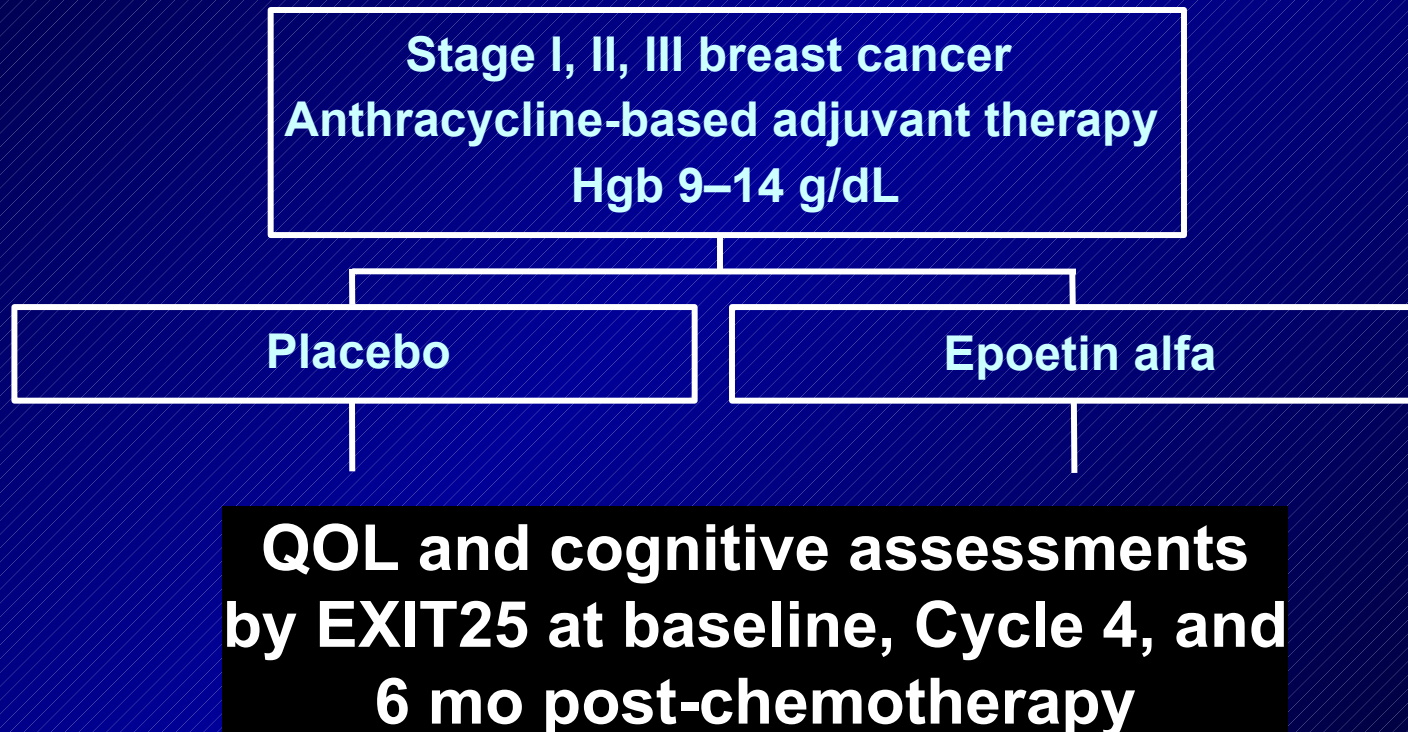 Stage I, II, III breast cancer
Anthracycline-based adjuvant therapy
Hgb 9–14 g/dL
Placebo
Epoetin alfa
QOL and cognitive assessments
by EXIT25 at baseline, Cycle 4, and
6 mo post-chemotherapy